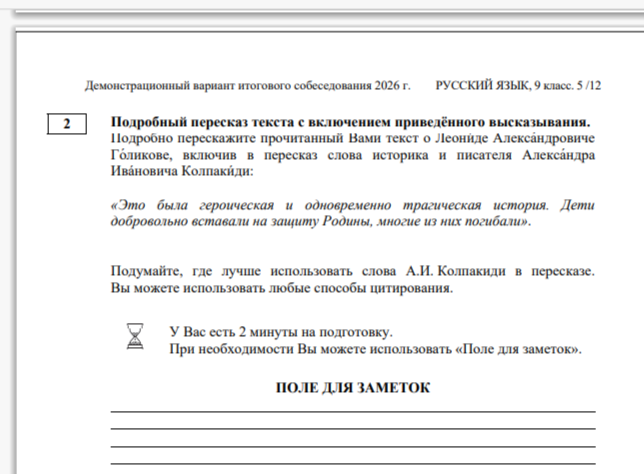 Демонстрационный вариант итогового собеседования 2026 г. РУССКИЙ ЯЗЫК, 9 класс. 5 /12
2
Подробный пересказ текста с включением приведённого высказывания.
Подробно перескажите прочитанный Вами текст о Леони́де Алекса́ндровиче
Го́ликове, включив в пересказ слова историка и писателя Алекса́ндра
Ива́новича Колпаки́ди:
«Это была героическая и одновременно трагическая история. Дети
добровольно вставали на защиту Родины, многие из них погибали».
Подумайте, где лучше использовать слова А.И. Колпакиди в пересказе.
Вы можете использовать любые способы цитирования.
У Вас есть 2 минуты на подготовку.
При необходимости Вы можете использовать «Поле для заметок».
ПОЛЕ ДЛЯ ЗАМЕТОК